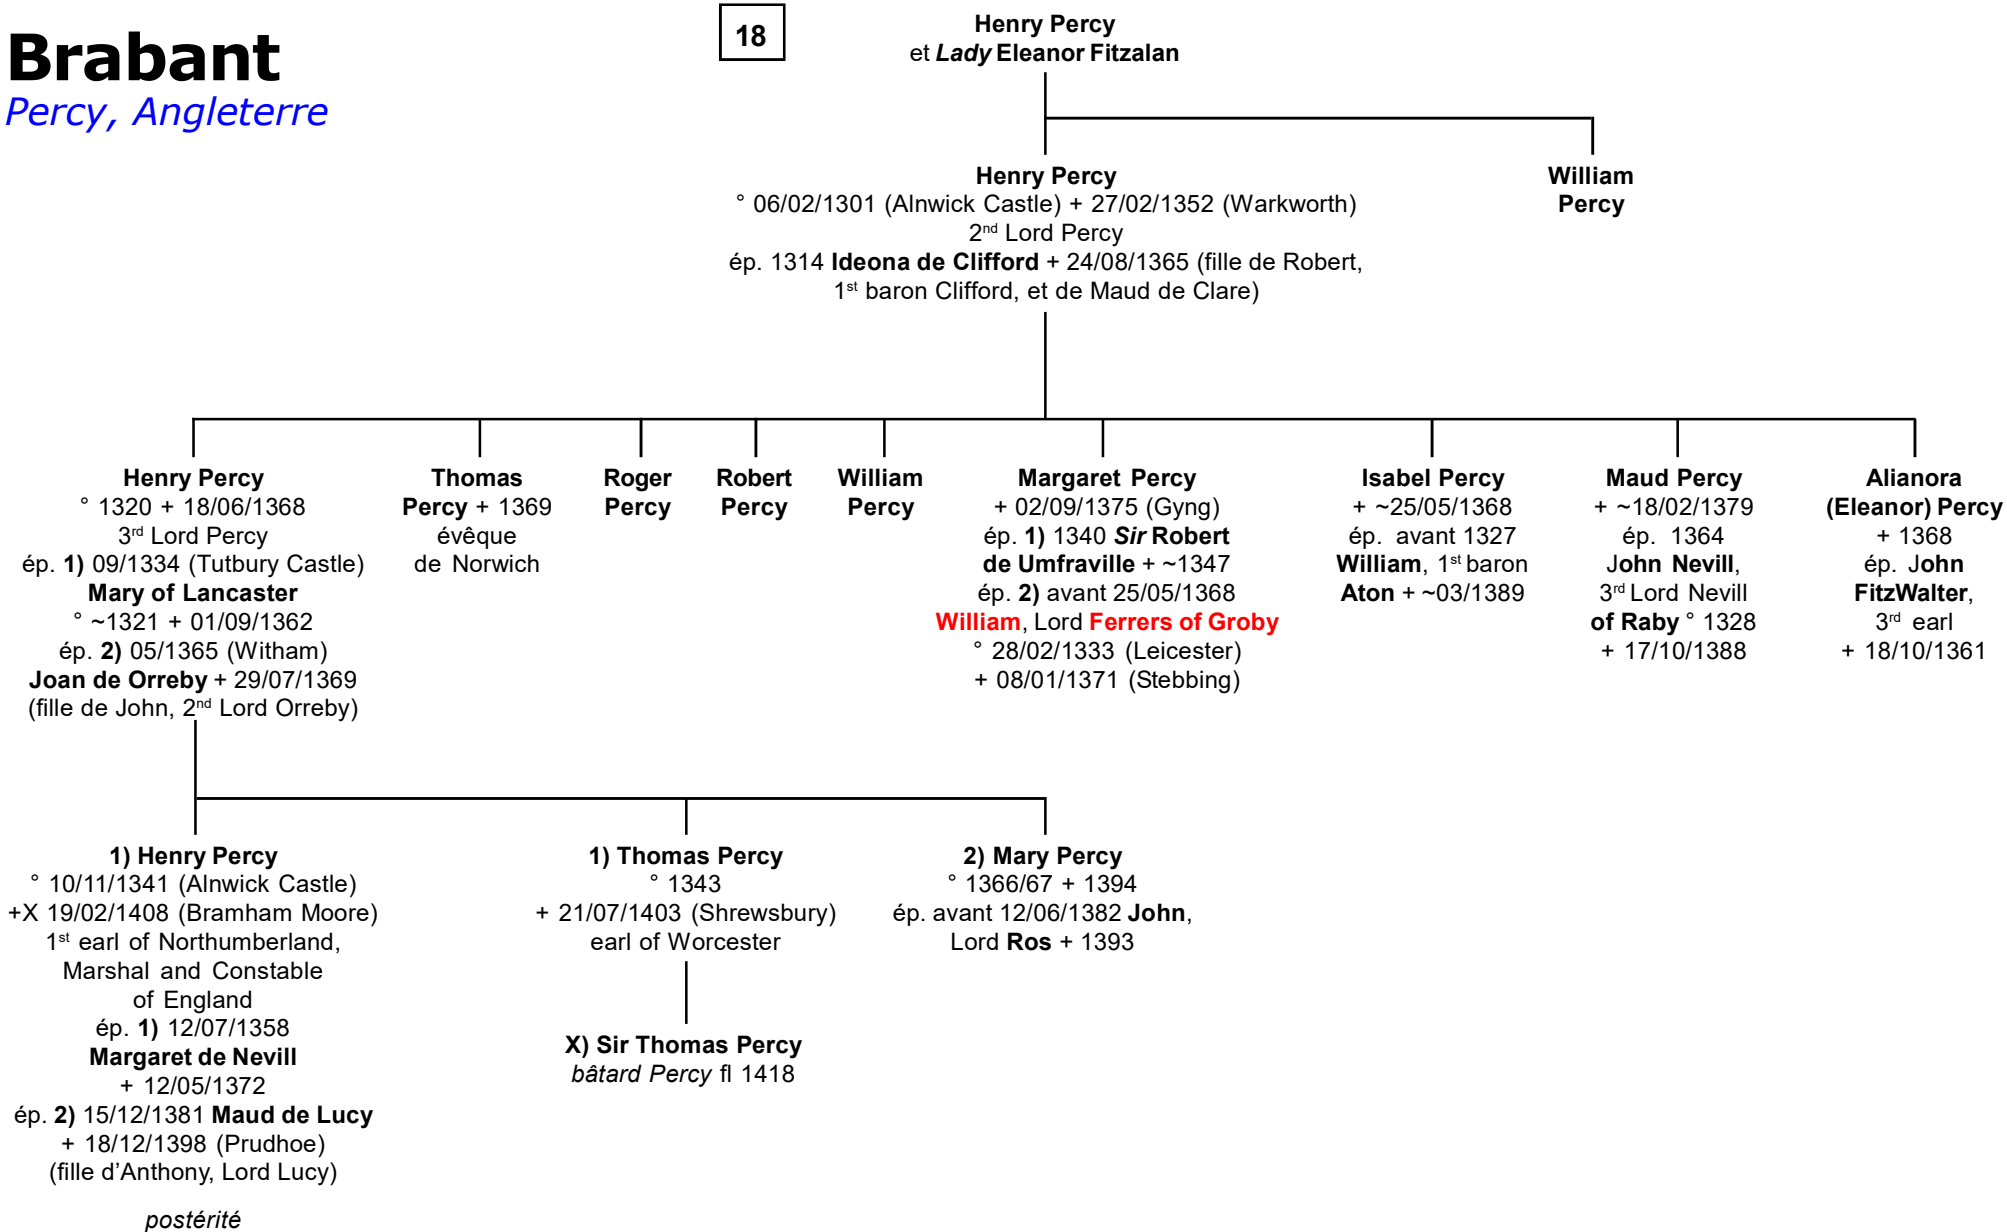 Brabant
Percy, Angleterre
18
Henry Percy
et Lady Eleanor Fitzalan
Henry Percy
° 06/02/1301 (Alnwick Castle) + 27/02/1352 (Warkworth)
2nd Lord Percy
ép. 1314 Ideona de Clifford + 24/08/1365 (fille de Robert,
1st baron Clifford, et de Maud de Clare)
William
Percy
Henry Percy
° 1320 + 18/06/1368
3rd Lord Percy
ép. 1) 09/1334 (Tutbury Castle)
Mary of Lancaster
° ~1321 + 01/09/1362
ép. 2) 05/1365 (Witham)
Joan de Orreby + 29/07/1369
(fille de John, 2nd Lord Orreby)
Thomas
Percy + 1369
évêque
de Norwich
Roger
Percy
Robert
Percy
William
Percy
Margaret Percy
+ 02/09/1375 (Gyng)
ép. 1) 1340 Sir Robert
de Umfraville + ~1347
ép. 2) avant 25/05/1368
William, Lord Ferrers of Groby
° 28/02/1333 (Leicester)
+ 08/01/1371 (Stebbing)
Isabel Percy
+ ~25/05/1368
ép. avant 1327
William, 1st baron
Aton + ~03/1389
Maud Percy
+ ~18/02/1379
ép. 1364
John Nevill,
3rd Lord Nevill
of Raby ° 1328
+ 17/10/1388
Alianora
(Eleanor) Percy
+ 1368
ép. John
FitzWalter,
3rd earl
+ 18/10/1361
1) Henry Percy
° 10/11/1341 (Alnwick Castle)
+X 19/02/1408 (Bramham Moore)
1st earl of Northumberland,
Marshal and Constable
of England
ép. 1) 12/07/1358
Margaret de Nevill
+ 12/05/1372
ép. 2) 15/12/1381 Maud de Lucy
+ 18/12/1398 (Prudhoe)
(fille d’Anthony, Lord Lucy)
postérité
1) Thomas Percy
° 1343
+ 21/07/1403 (Shrewsbury)
earl of Worcester
X) Sir Thomas Percy
bâtard Percy fl 1418
2) Mary Percy
° 1366/67 + 1394
ép. avant 12/06/1382 John,
Lord Ros + 1393